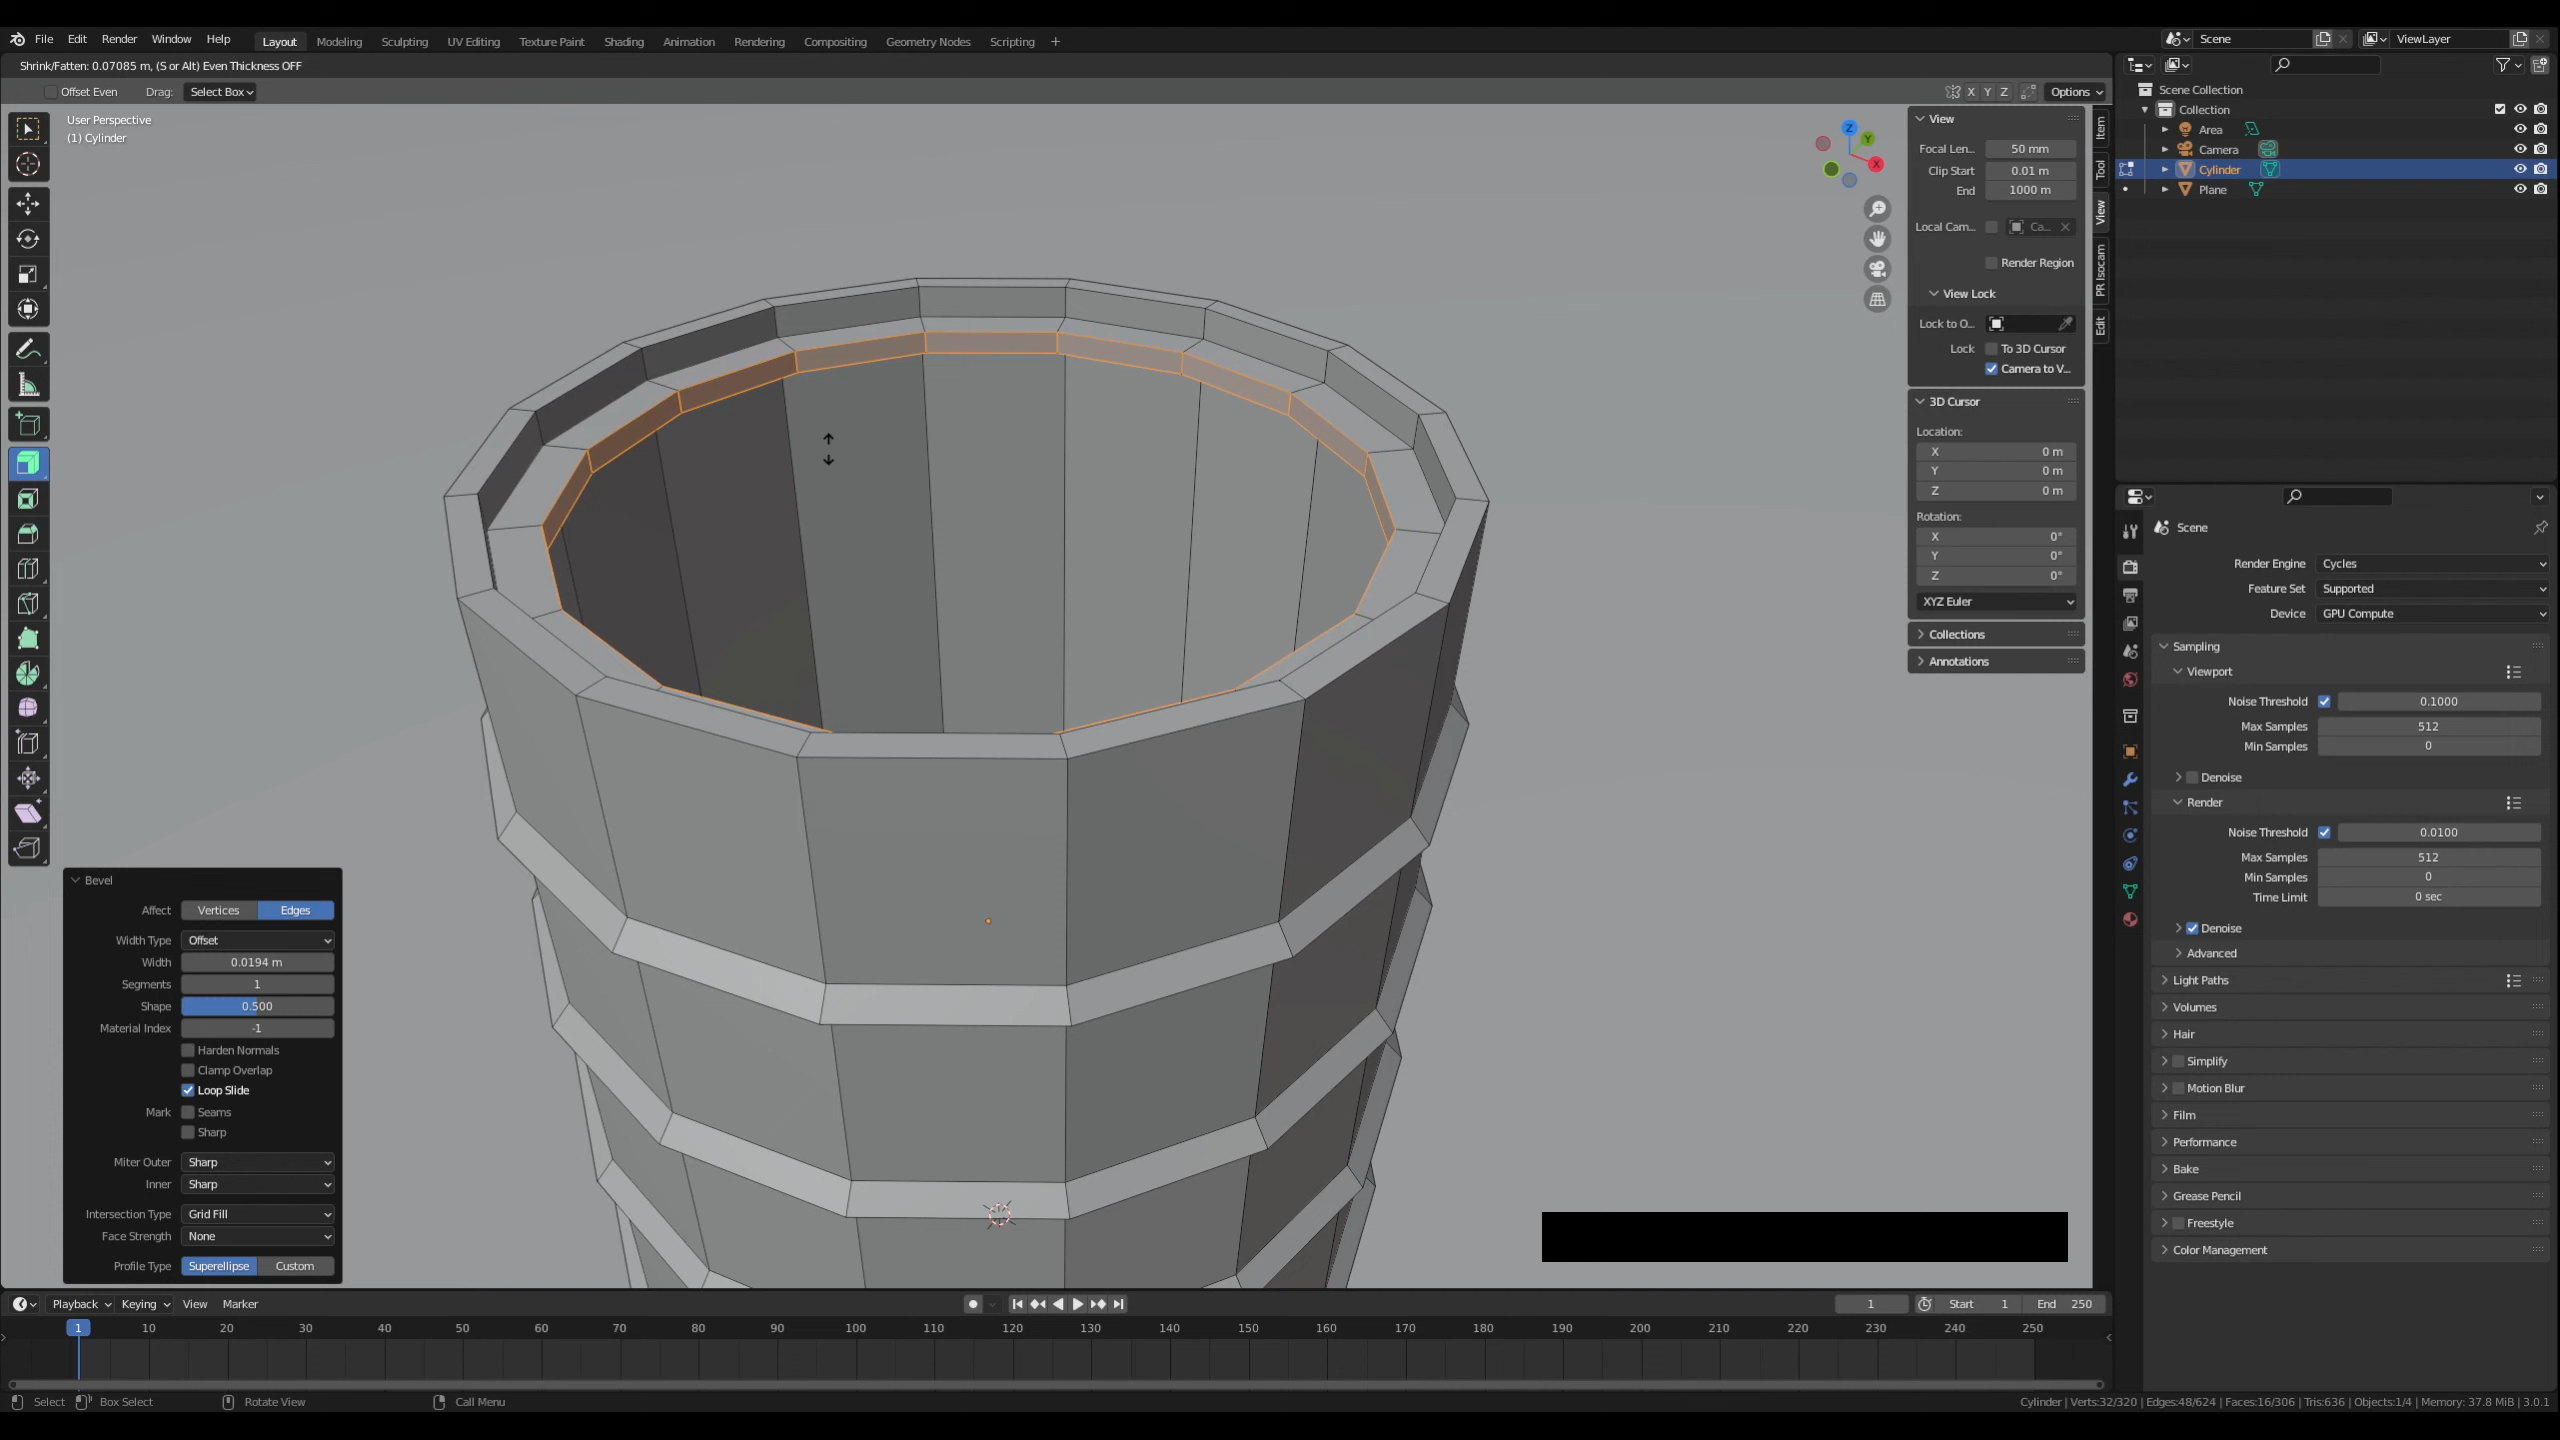 File Edit Render Window Help Layout Modeling Sculpting UV Editing Texture Paint Shading Animation Rendering Compositing Geometry Nodes Scripting + Scene ViewLayer
Shrink/Fatten: 0.07085 m, (S or Alt) Even Thickness OFF
Offset Even Drag: Select Box X Y Z Options
User Perspective
(1) Cylinder
Z
Y
X
View
Focal Len... 50 mm
Clip Start 0.01 m
End 1000 m
Local Cam... Ca...
Render Region
View Lock
Lock to O...
Lock To 3D Cursor
Camera to V...
3D Cursor
Location:
X 0 m
Y 0 m
Z 0 m
Rotation:
X 0°
Y 0°
Z 0°
XYZ Euler
Collections
Annotations
Item
Tool
View
PR Isocam
Edit
Scene Collection
Collection
Area
Camera
Cylinder
Plane
Scene
Render Engine Cycles
Feature Set Supported
Device GPU Compute
Sampling
Viewport
Noise Threshold 0.1000
Max Samples 512
Min Samples 0
Denoise
Render
Noise Threshold 0.0100
Max Samples 512
Min Samples 0
Time Limit 0 sec
Denoise
Advanced
Light Paths
Volumes
Hair
Simplify
Motion Blur
Film
Performance
Bake
Grease Pencil
Freestyle
Color Management
Bevel
Affect Vertices Edges
Width Type Offset
Width 0.0194 m
Segments 1
Shape 0.500
Material Index -1
Harden Normals
Clamp Overlap
Loop Slide
Mark Seams
Sharp
Miter Outer Sharp
Inner Sharp
Intersection Type Grid Fill
Face Strength None
Profile Type Superellipse Custom
Playback Keying View Marker 1 Start 1 End 250
1 10 20 30 40 50 60 70 80 90 100 110 120 130 140 150 160 170 180 190 200 210 220 230 240 250
Select Box Select Rotate View Call Menu Cylinder | Verts:32/320 | Edges:48/624 | Faces:16/306 | Tris:636 | Objects:1/4 | Memory: 37.8 MiB | 3.0.1